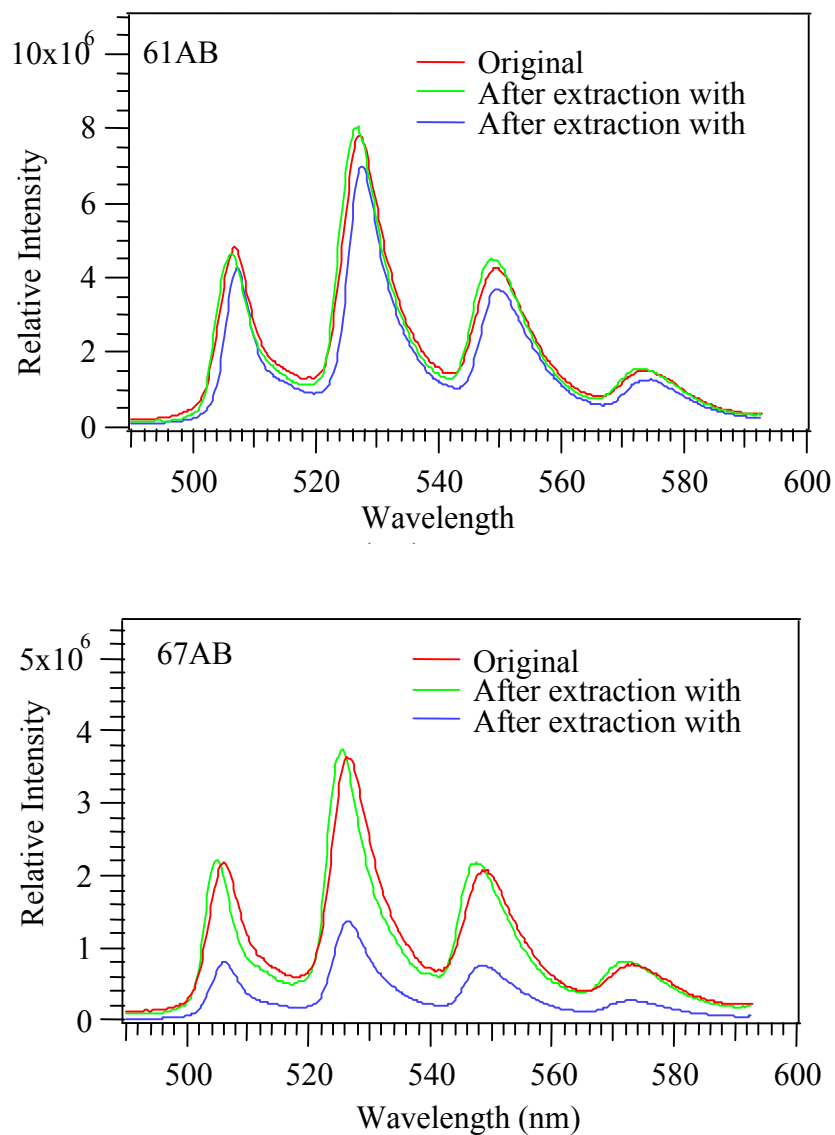 10x10^6
61AB
Original
After extraction with
After extraction with
8
6
4
2
0
Relative Intensity
500 520 540 560 580 600
Wavelength
5x10^6
67AB
Original
After extraction with
After extraction with
4
3
2
1
0
Relative Intensity
500 520 540 560 580 600
Wavelength (nm)